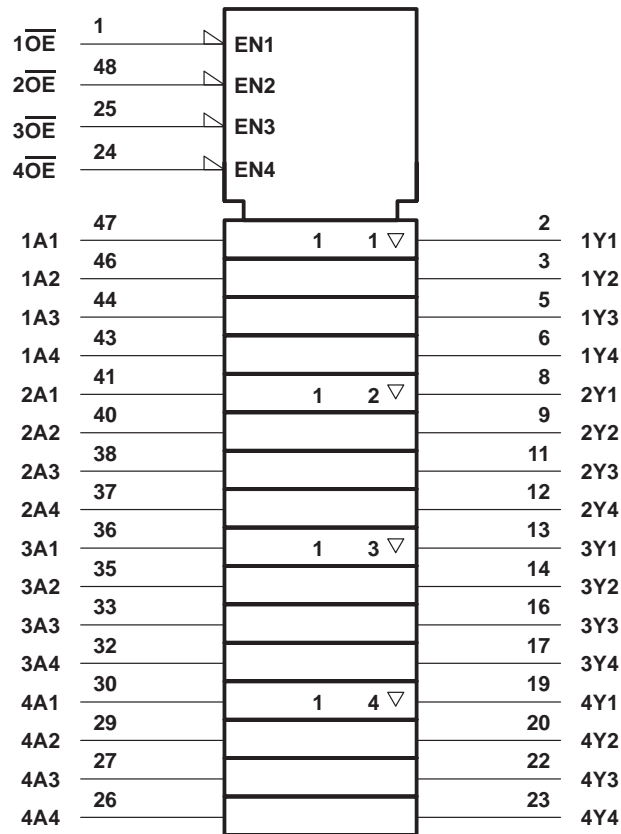 1O̅E̅ 1 EN1
2O̅E̅ 48 EN2
3O̅E̅ 25 EN3
4O̅E̅ 24 EN4
1A1 47 1 1 ▽ 2 1Y1
1A2 46 3 1Y2
1A3 44 5 1Y3
1A4 43 6 1Y4
2A1 41 1 2 ▽ 8 2Y1
2A2 40 9 2Y2
2A3 38 11 2Y3
2A4 37 12 2Y4
3A1 36 1 3 ▽ 13 3Y1
3A2 35 14 3Y2
3A3 33 16 3Y3
3A4 32 17 3Y4
4A1 30 1 4 ▽ 19 4Y1
4A2 29 20 4Y2
4A3 27 22 4Y3
4A4 26 23 4Y4